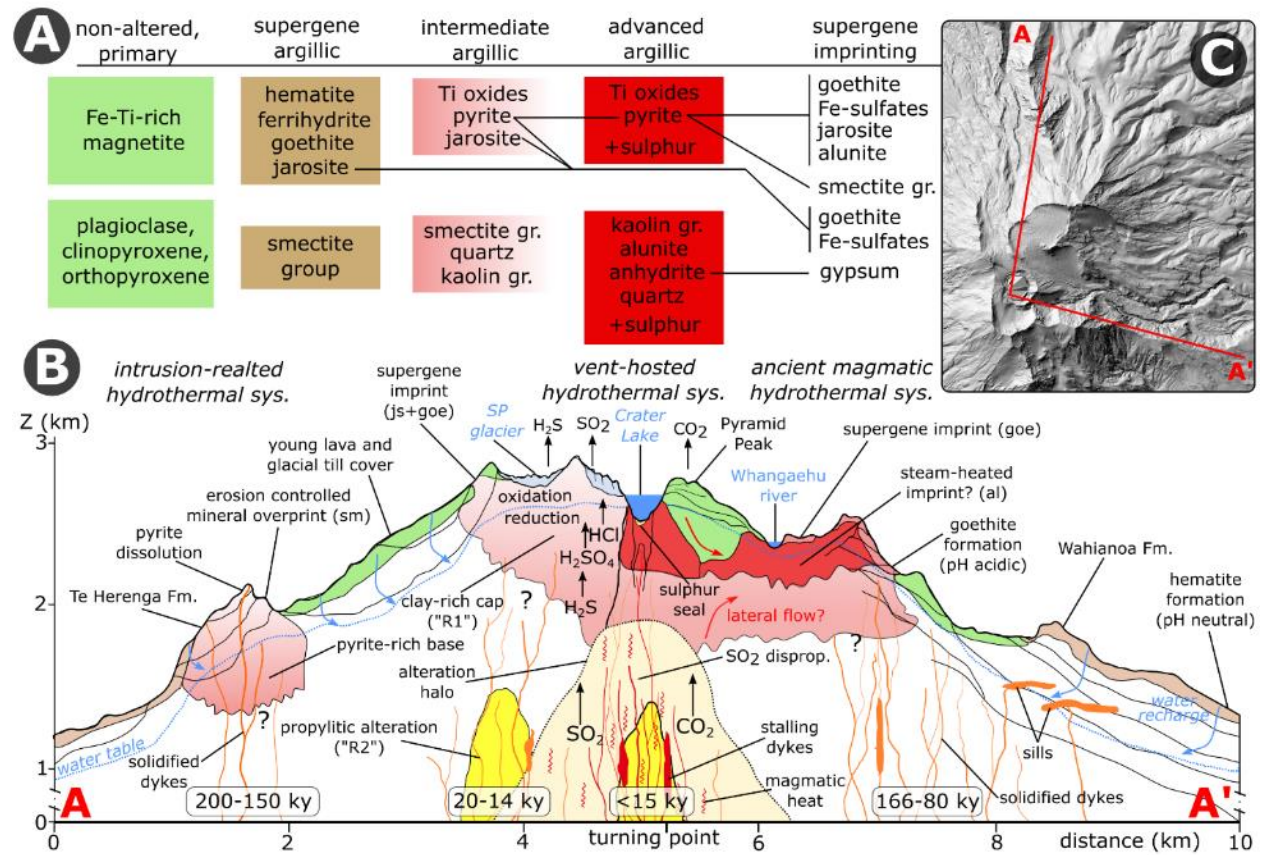 A
non-altered,
primary
supergene
argillic
intermediate
argillic
advanced
argillic
supergene
imprinting
Fe-Ti-rich
magnetite
hematite
ferrihydrite
goethite
jarosite
Ti oxides
pyrite
jarosite
Ti oxides
pyrite
+sulphur
goethite
Fe-sulfates
jarosite
alunite
smectite gr.
goethite
Fe-sulfates
gypsum
plagioclase,
clinopyroxene,
orthopyroxene
smectite
group
smectite gr.
quartz
kaolin gr.
kaolin gr.
alunite
anhydrite
quartz
+sulphur
C
A
A'
B
intrusion-realted
hydrothermal sys.
vent-hosted
hydrothermal sys.
ancient magmatic
hydrothermal sys.
Z (km)
3
2
1
0
supergene
imprint
(js+goe)
SP
glacier
H2S
SO2
Crater
Lake
CO2
Pyramid
Peak
supergene imprint (goe)
young lava and
glacial till cover
erosion controlled
mineral overprint (sm)
pyrite
dissolution
Te Herenga Fm.
oxidation
reduction
HCl
H2SO4
H2S
Whangaehu
river
steam-heated
imprint? (al)
goethite
formation
(pH acidic)
Wahianoa Fm.
hematite
formation
(pH neutral)
clay-rich cap
("R1")
?
sulphur
seal
lateral flow?
pyrite-rich base
alteration
halo
SO2 disprop.
?
?
propylitic alteration
("R2")
SO2
CO2
stalling
dykes
magmatic
heat
water table
solidified
dykes
water
recharge
sills
solidified dykes
A
200-150 ky
20-14 ky
<15 ky
166-80 ky
A'
0
2
4
turning point
6
8
distance (km)
10